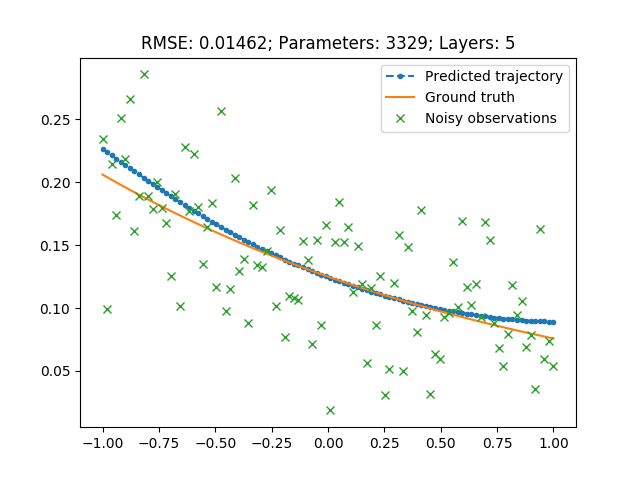 RMSE: 0.01462; Parameters: 3329; Layers: 5
Predicted trajectory
Ground truth
Noisy observations
0.25
0.20
0.15
0.10
0.05
−1.00 −0.75 −0.50 −0.25 0.00 0.25 0.50 0.75 1.00